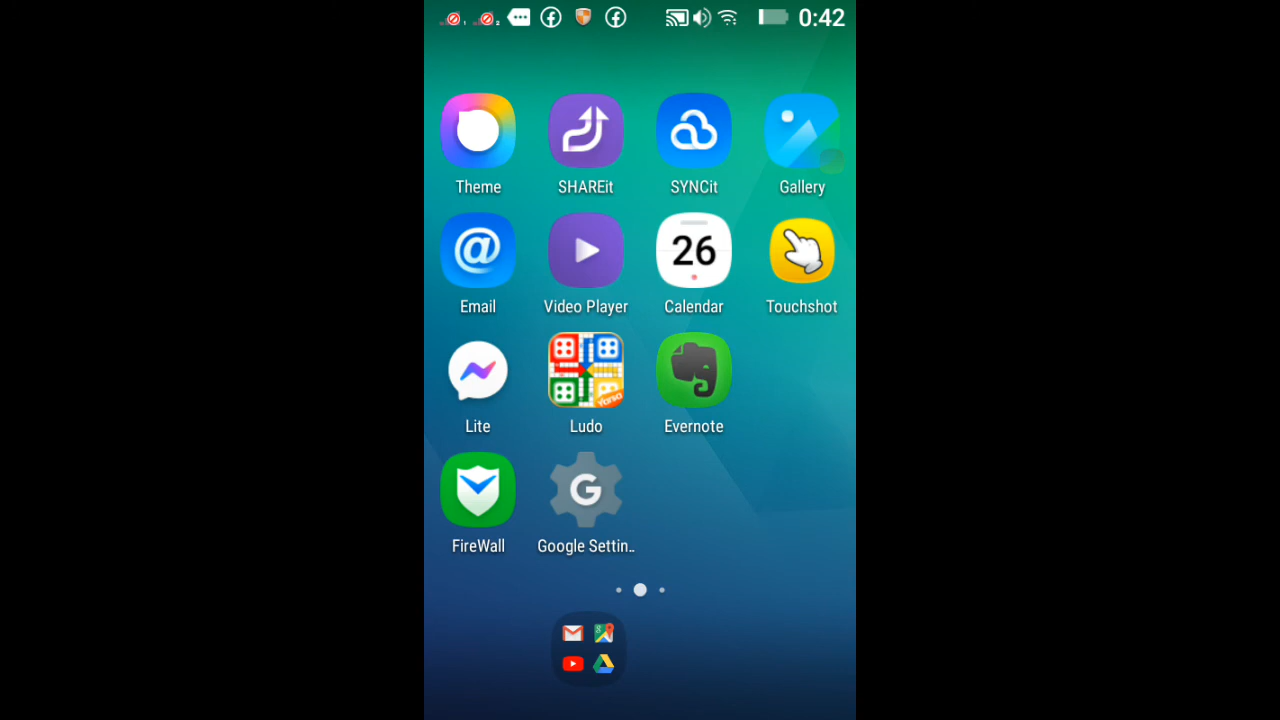 0:42
Theme SHAREit SYNCit Gallery
26
Email Video Player Calendar Touchshot
Lite Ludo Evernote
G
FireWall Google Settin..